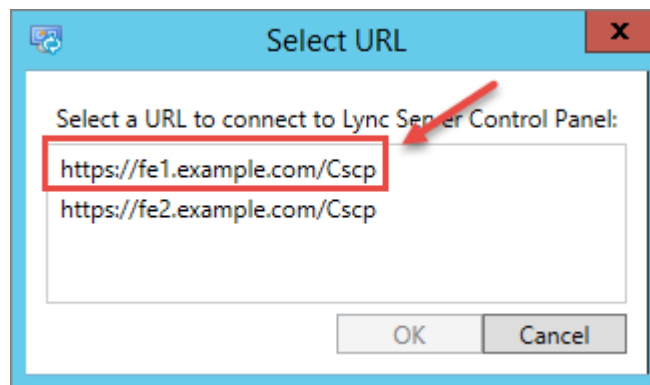 Select URL
x
Select a URL to connect to Lync Server Control Panel:
https://fe1.example.com/Cscp
https://fe2.example.com/Cscp
OK Cancel